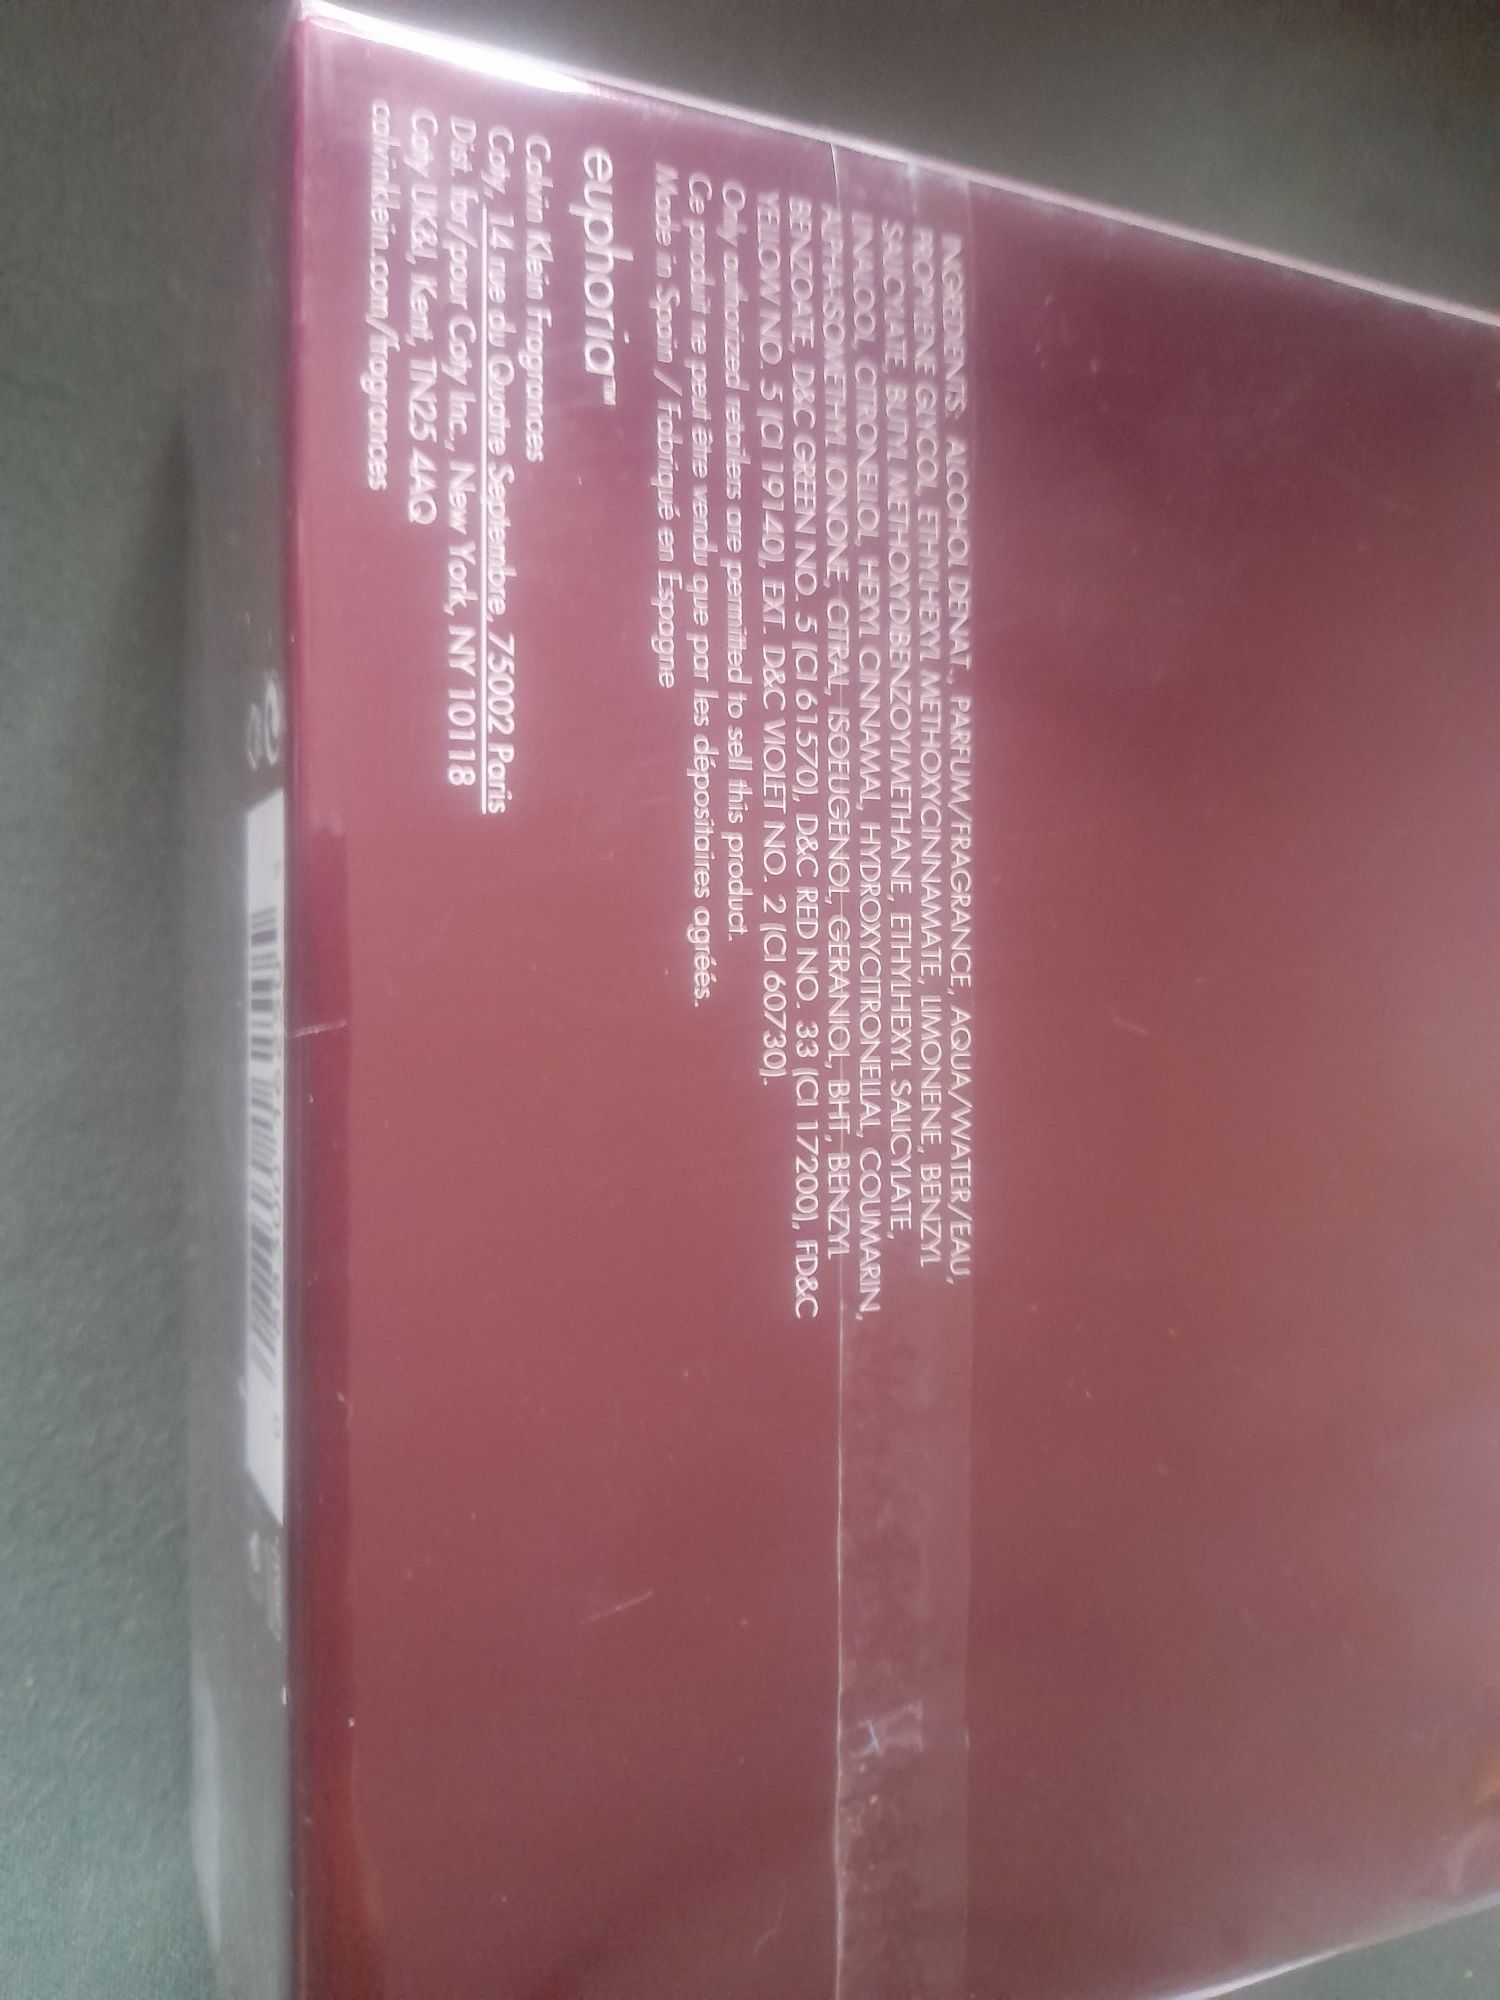 INGREDIENTS: ALCOHOL DENAT., PARFUM/FRAGRANCE, AQUA/WATER/EAU,
PROPYLENE GLYCOL, ETHYLHEXYL METHOXYCINNAMATE, LIMONENE, BENZYL
SALICYLATE, BUTYL METHOXYDIBENZOYLMETHANE, ETHYLHEXYL SALICYLATE,
LINALOOL, CITRONELLOL, HEXYL CINNAMAL, HYDROXYCITRONELLAL, COUMARIN,
ALPHA-ISOMETHYL IONONE, CITRAL, ISOEUGENOL, GERANIOL, BHT, BENZYL
BENZOATE, D&C GREEN NO. 5 (CI 61570), D&C RED NO. 33 (CI 17200), FD&C
YELLOW NO. 5 (CI 19140), EXT. D&C VIOLET NO. 2 (CI 60730).
Only authorized retailers are permitted to sell this product.
Ce produit ne peut être vendu que par les dépositaires agréés.
Made in Spain / Fabriqué en Espagne
euphoria™
Calvin Klein Fragrances
Coty, 14 rue du Quatre Septembre, 75002 Paris
Dist. for/pour Coty Inc., New York, NY 10118
Coty UK&I, Kent, TN25 4AQ
calvinklein.com/fragrances